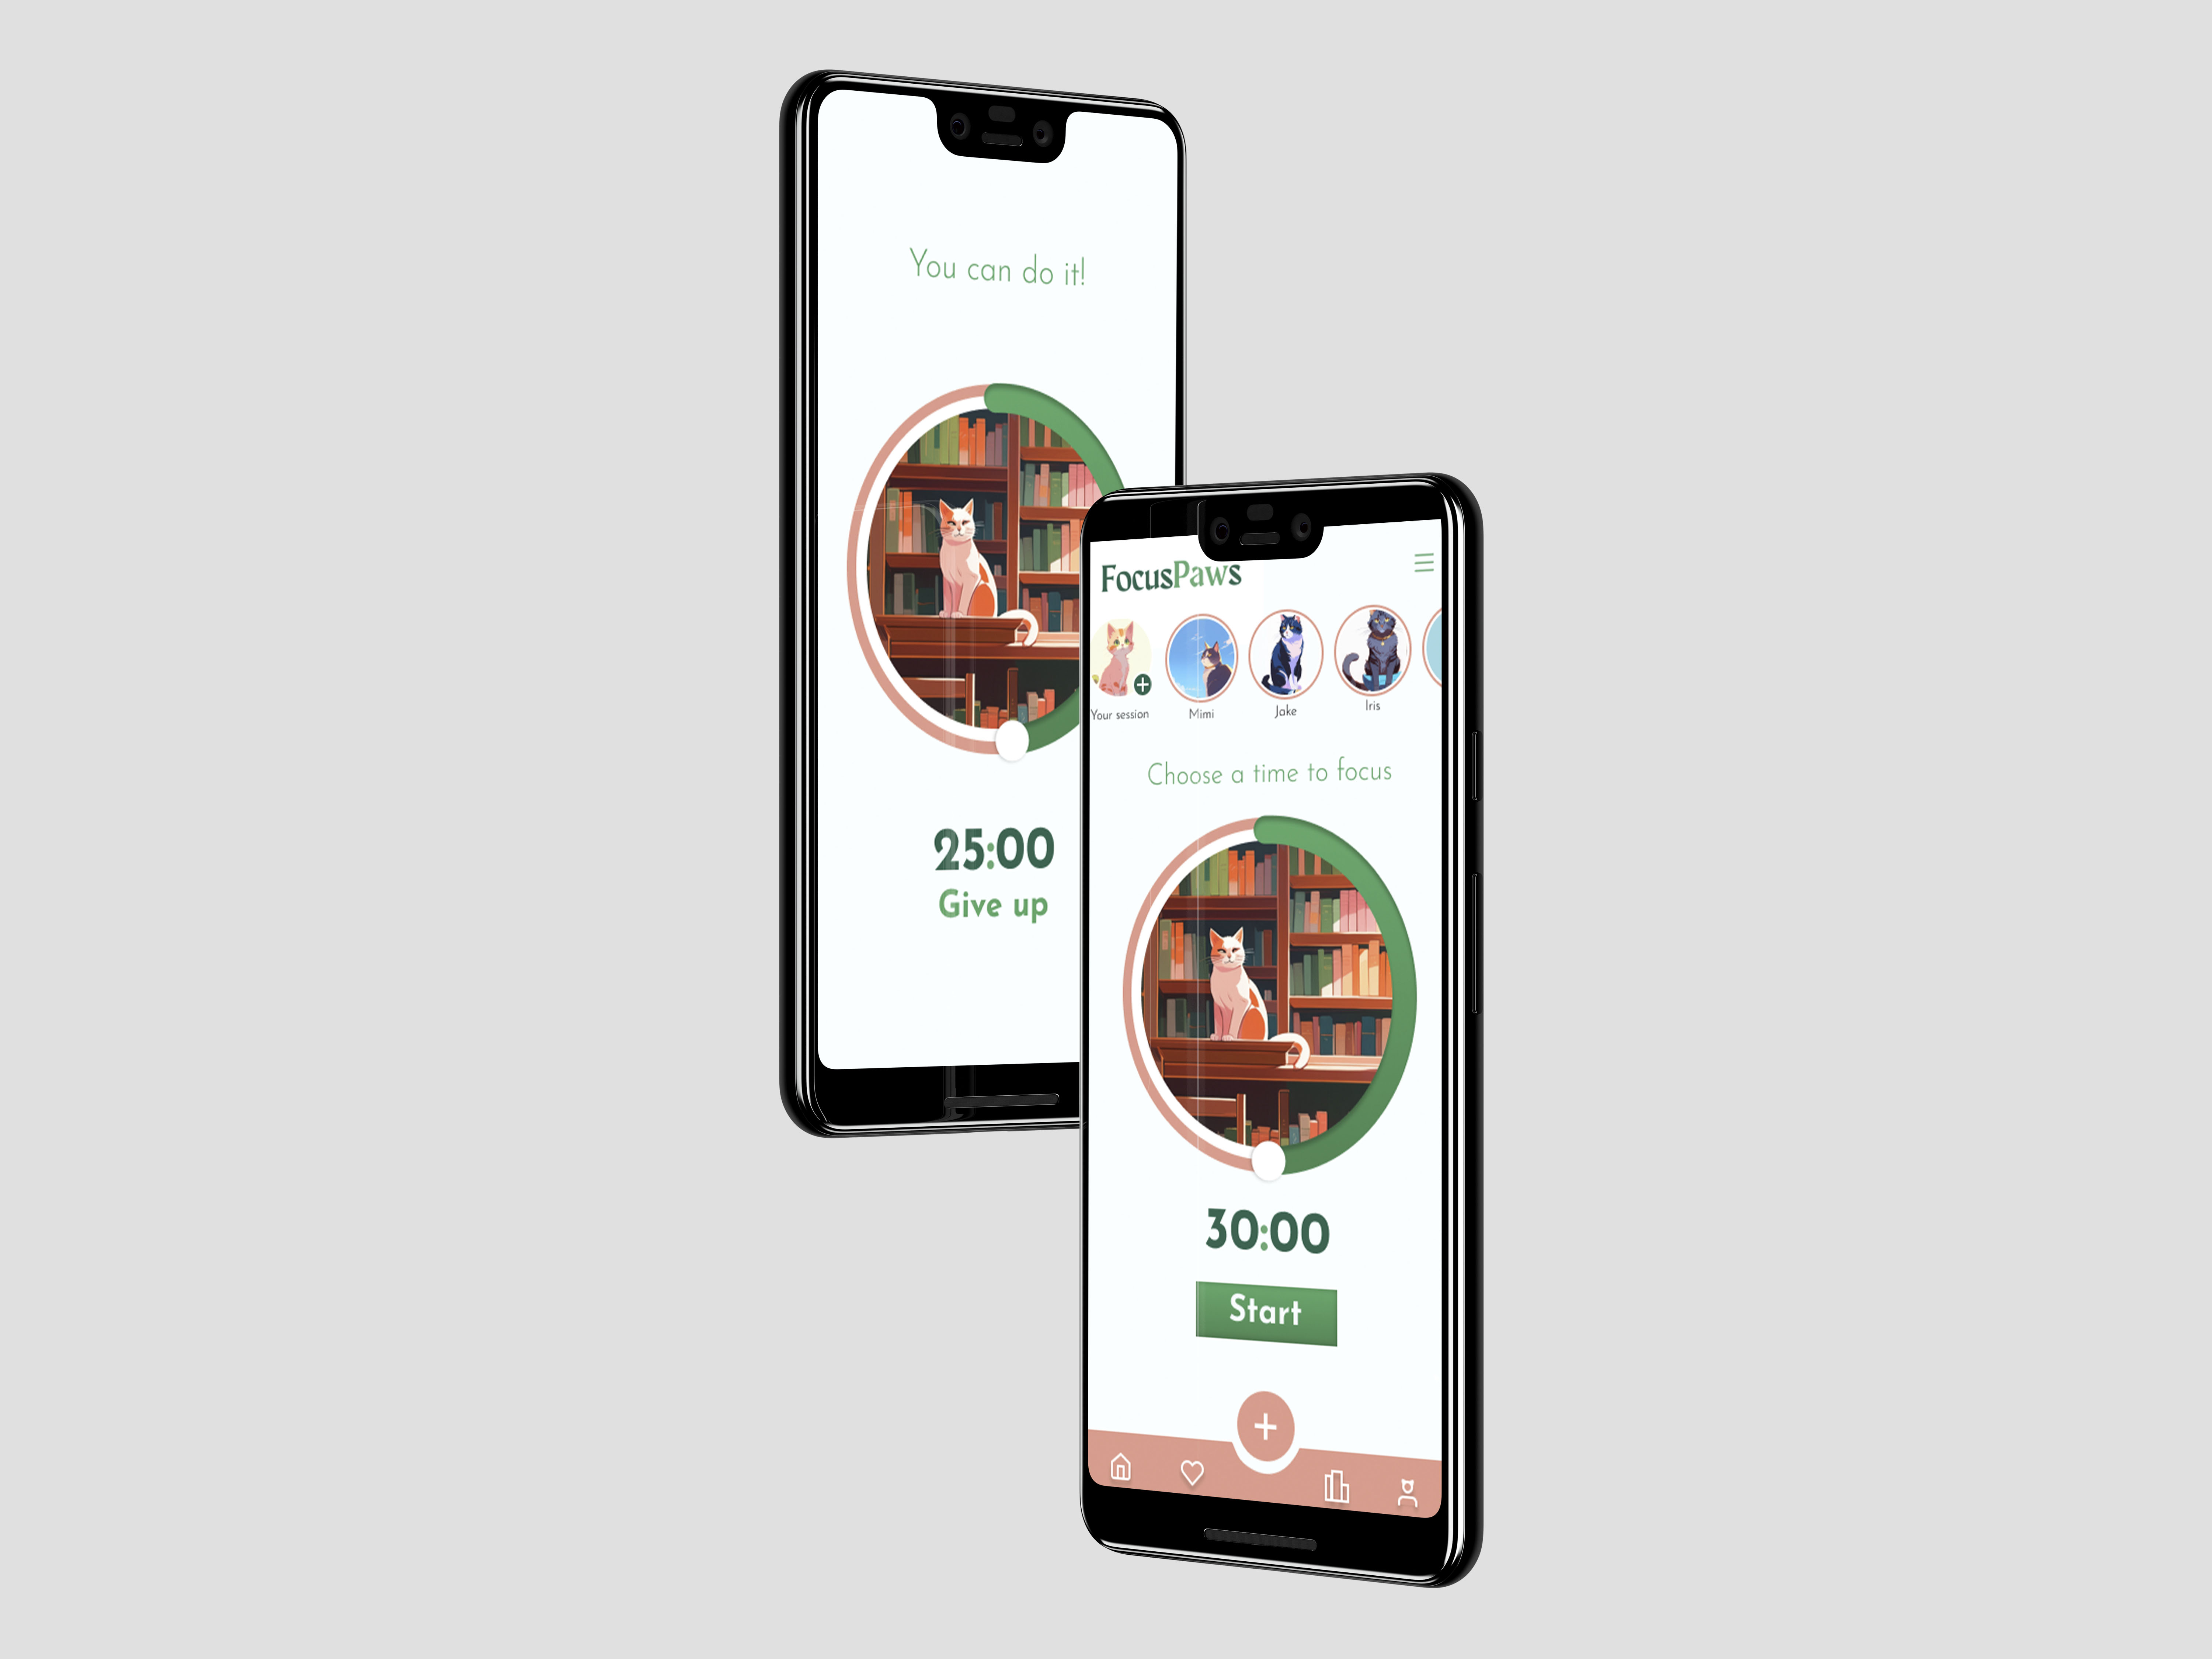 You can do it!
25:00
Give up
FocusPaws
Your session
Mimi
Jake
Iris
Choose a time to focus
30:00
Start